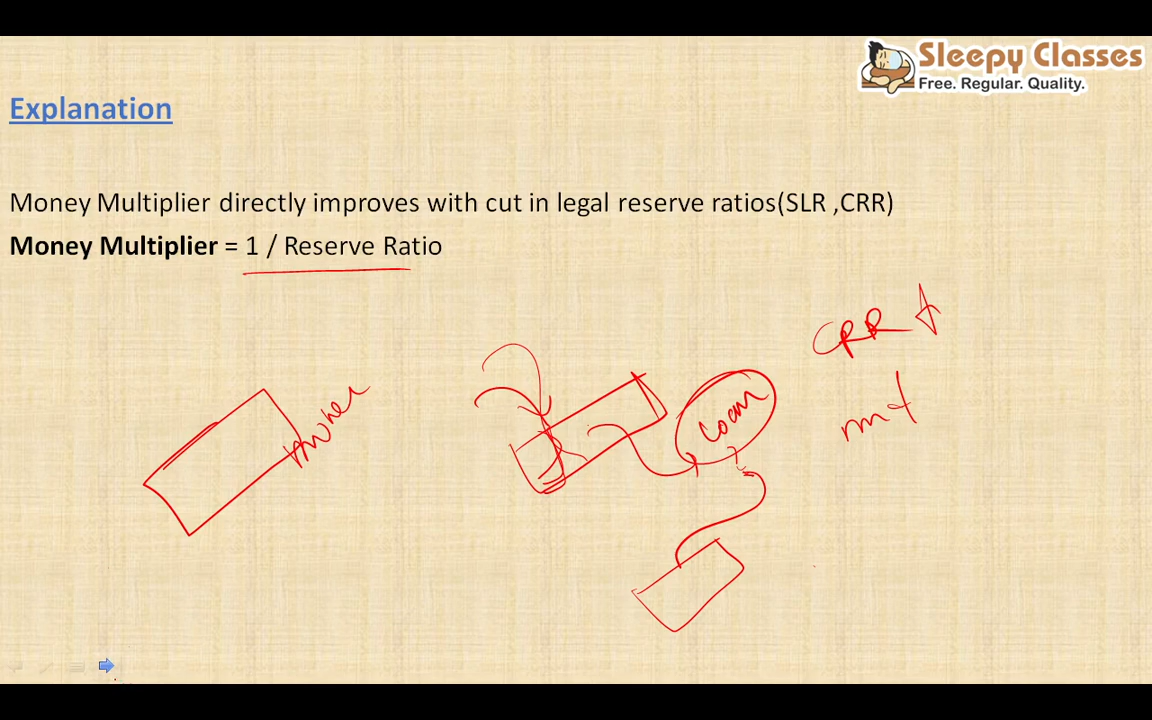 Sleepy Classes
Free. Regular. Quality.
Explanation
Money Multiplier directly improves with cut in legal reserve ratios(SLR ,CRR)
Money Multiplier = 1 / Reserve Ratio
CRR
Loan